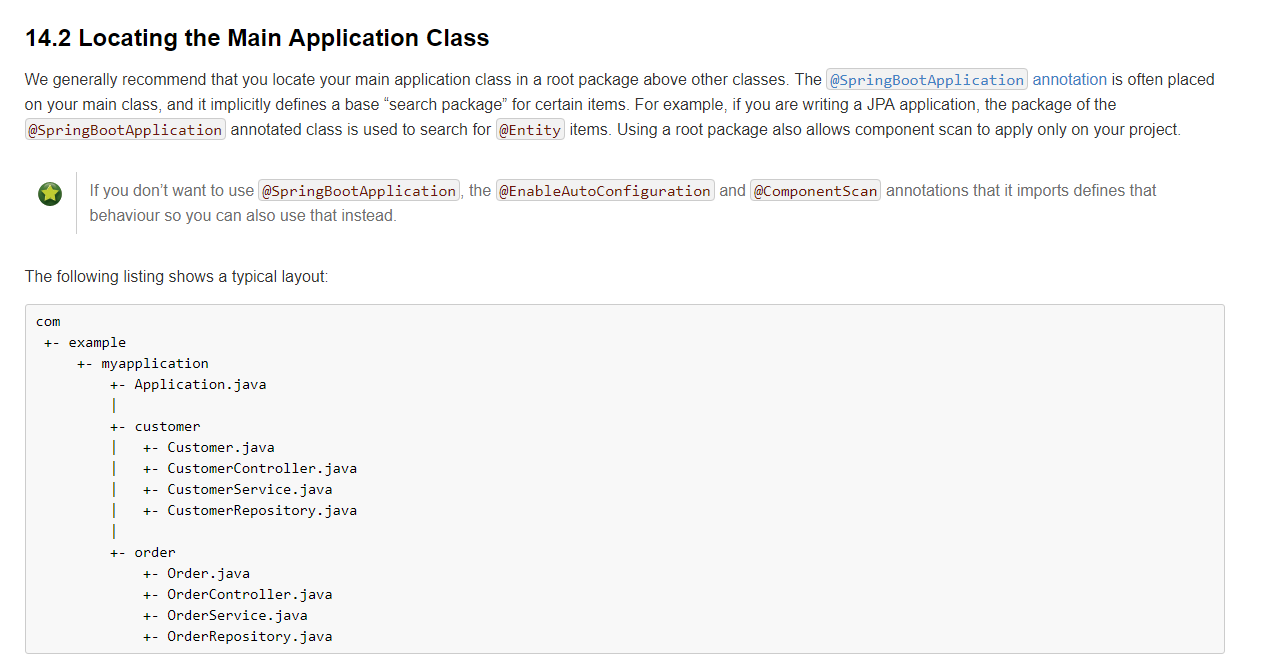 14.2 Locating the Main Application Class
We generally recommend that you locate your main application class in a root package above other classes. The @SpringBootApplication annotation is often placed
on your main class, and it implicitly defines a base “search package” for certain items. For example, if you are writing a JPA application, the package of the
@SpringBootApplication annotated class is used to search for @Entity items. Using a root package also allows component scan to apply only on your project.
If you don’t want to use @SpringBootApplication, the @EnableAutoConfiguration and @ComponentScan annotations that it imports defines that
behaviour so you can also use that instead.
The following listing shows a typical layout:
com
 +- example
     +- myapplication
         +- Application.java
         |
         +- customer
         |   +- Customer.java
         |   +- CustomerController.java
         |   +- CustomerService.java
         |   +- CustomerRepository.java
         |
         +- order
             +- Order.java
             +- OrderController.java
             +- OrderService.java
             +- OrderRepository.java